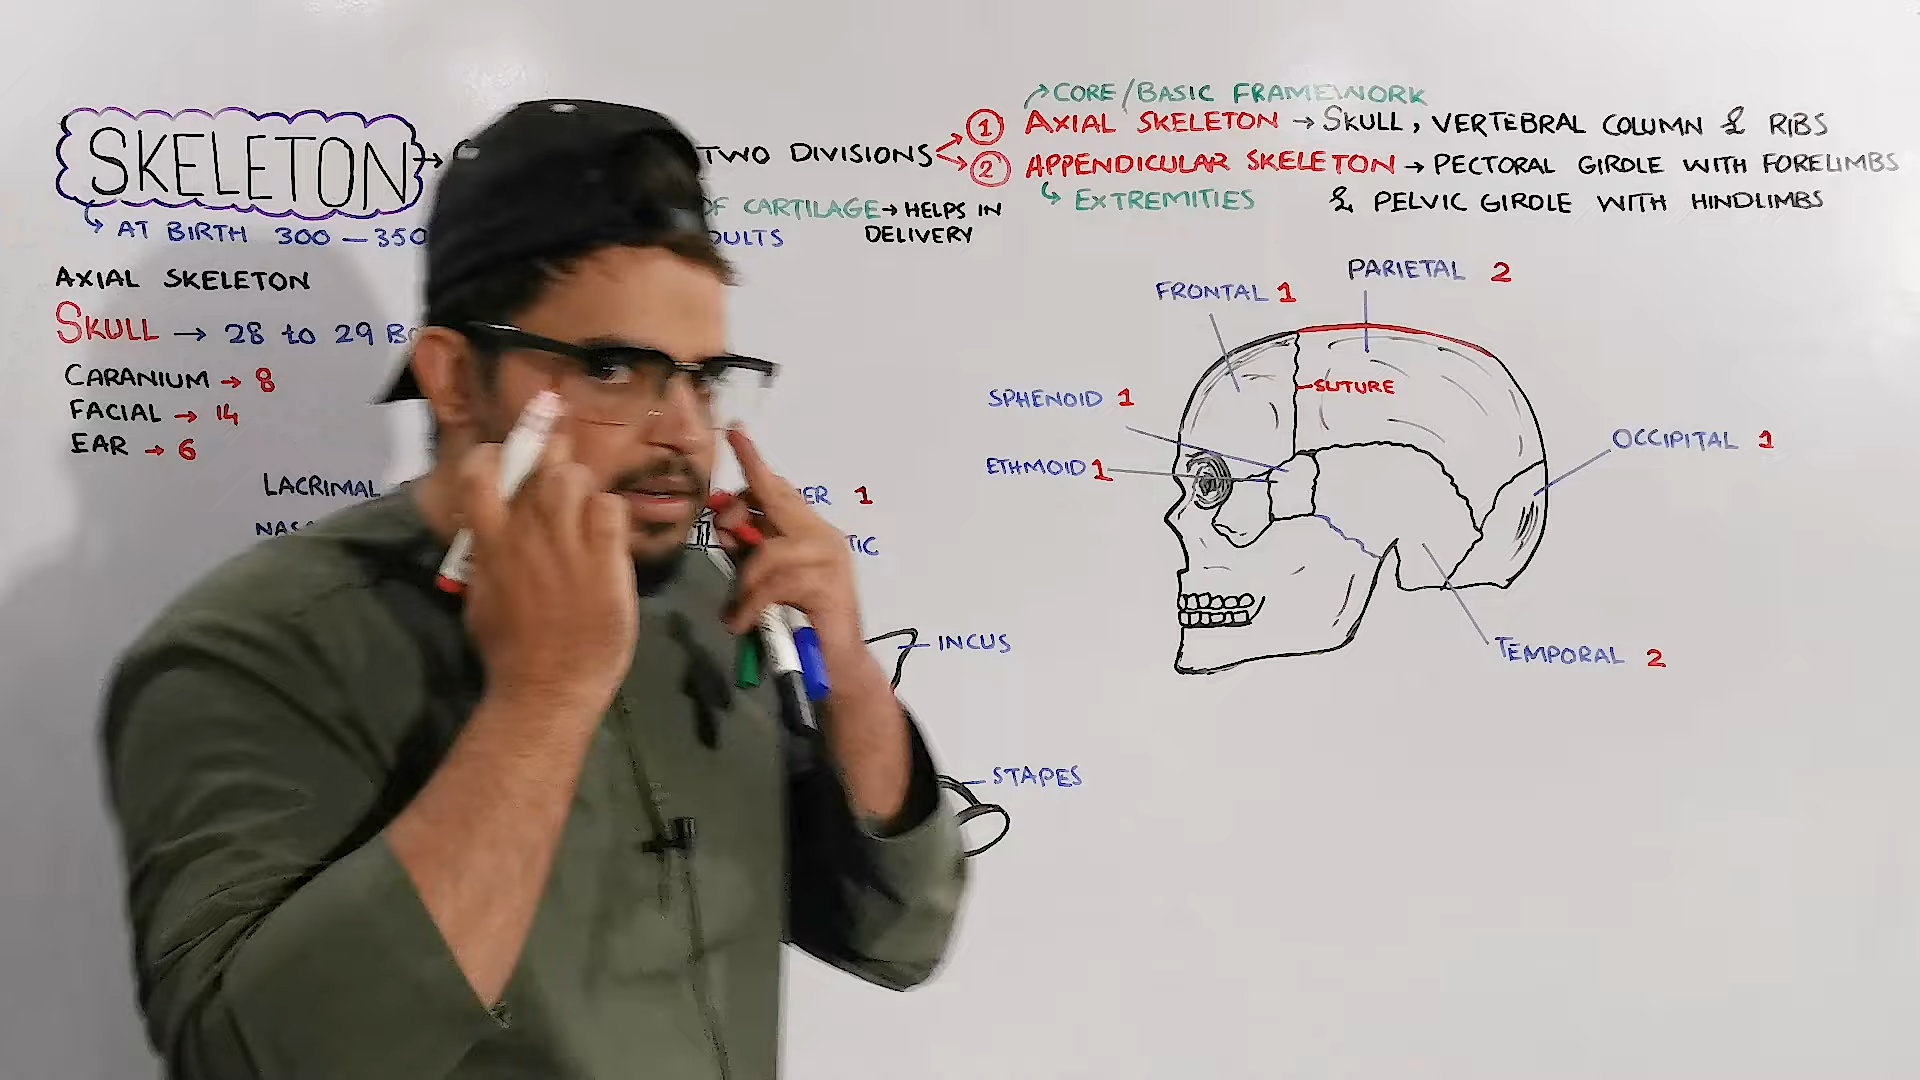 CORE/BASIC FRAMEWORK
SKELETON → TWO DIVISIONS
① AXIAL SKELETON → SKULL, VERTEBRAL COLUMN & RIBS
② APPENDICULAR SKELETON → PECTORAL GIRDLE WITH FORELIMBS
EXTREMITIES & PELVIC GIRDLE WITH HINDLIMBS
OF CARTILAGE → HELPS IN
DELIVERY
AT BIRTH 300 – 350
AXIAL SKELETON
SKULL → 28 to 29
CARANIUM → 8
FACIAL → 14
EAR → 6
LACRIMAL
1
INCUS
STAPES
FRONTAL 1
PARIETAL 2
SUTURE
SPHENOID 1
ETHMOID 1
OCCIPITAL 1
TEMPORAL 2